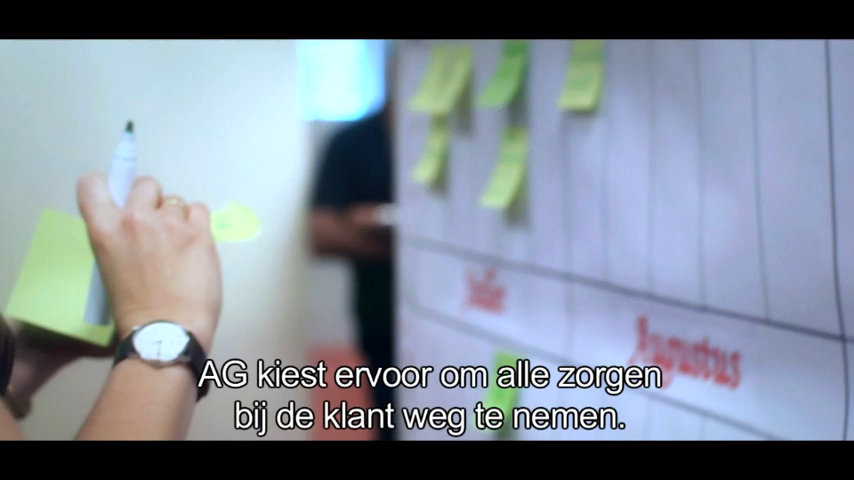 Augustus
AG kiest ervoor om alle zorgen
bij de klant weg te nemen.